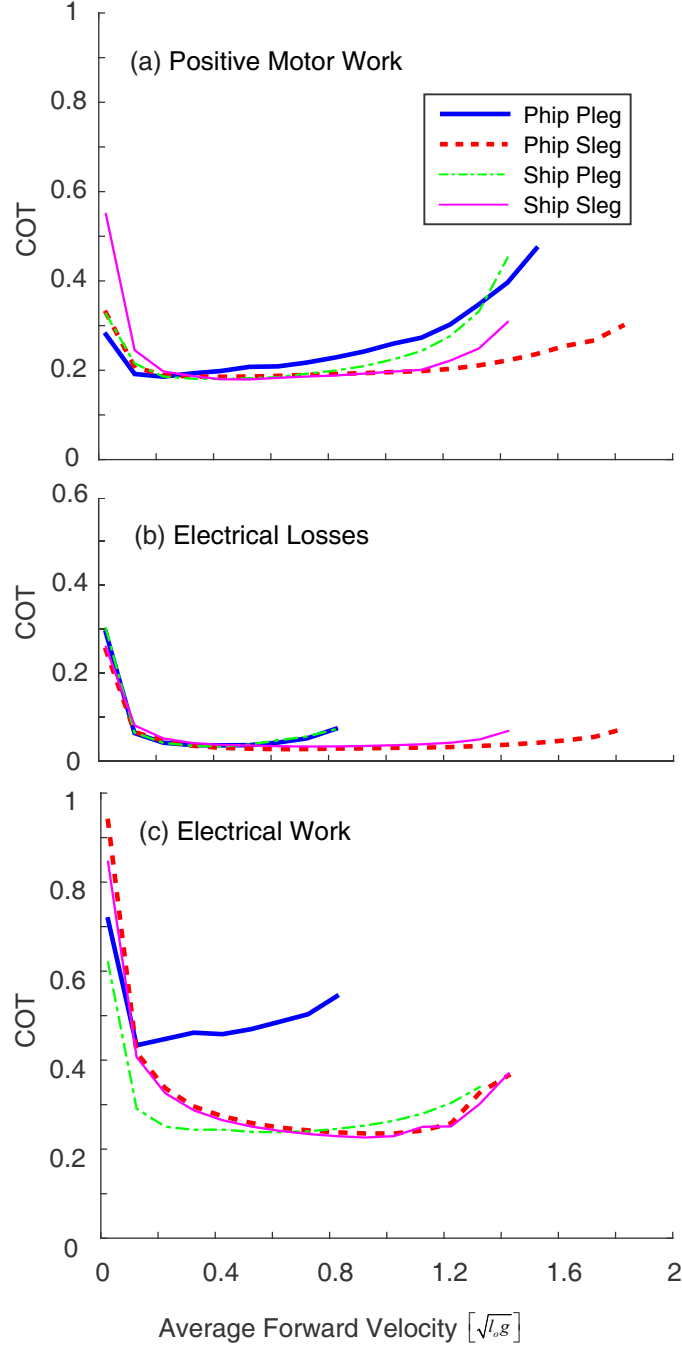 1
(a) Positive Motor Work
0.8
Phip Pleg
Phip Sleg
Ship Pleg
Ship Sleg
0.6
COT
0.4
0.2
0
0.6
(b) Electrical Losses
0.4
COT
0.2
0
1
(c) Electrical Work
0.8
0.6
COT
0.4
0.2
0
0 0.4 0.8 1.2 1.6 2
Average Forward Velocity [√l₀g]